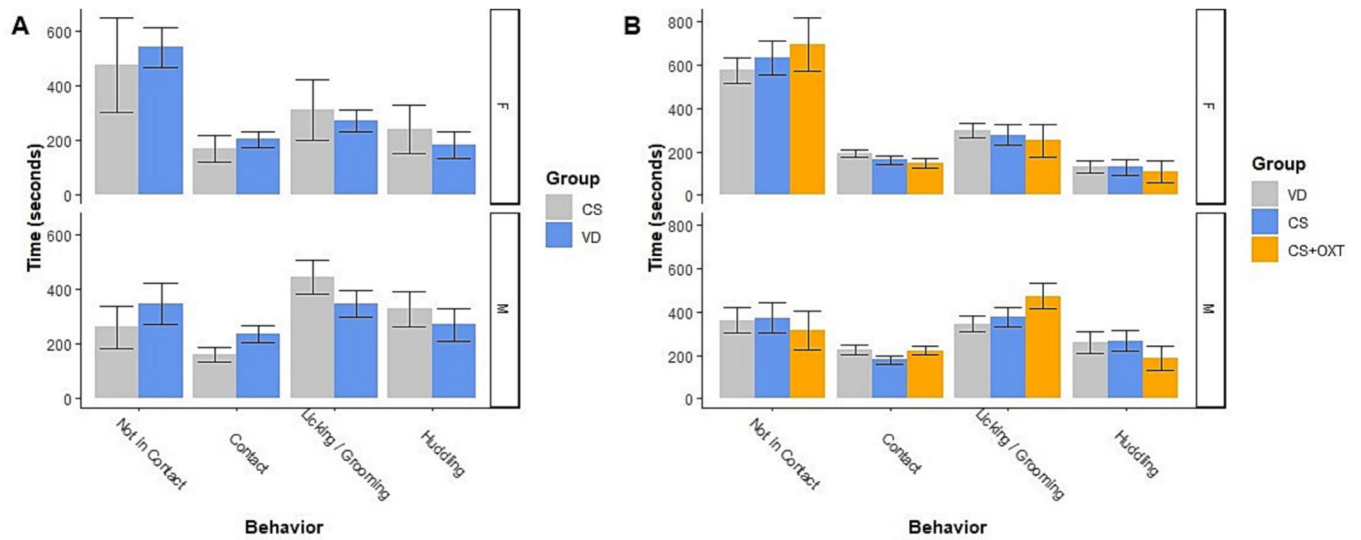 A
Time (seconds)
600
400
200
0
F
600
400
200
0
M
Not in Contact
Contact
Licking / Grooming
Huddling
Behavior
Group
CS
VD
B
Time (seconds)
800
600
400
200
0
F
800
600
400
200
0
M
Not in Contact
Contact
Licking / Grooming
Huddling
Behavior
Group
VD
CS
CS+OXT